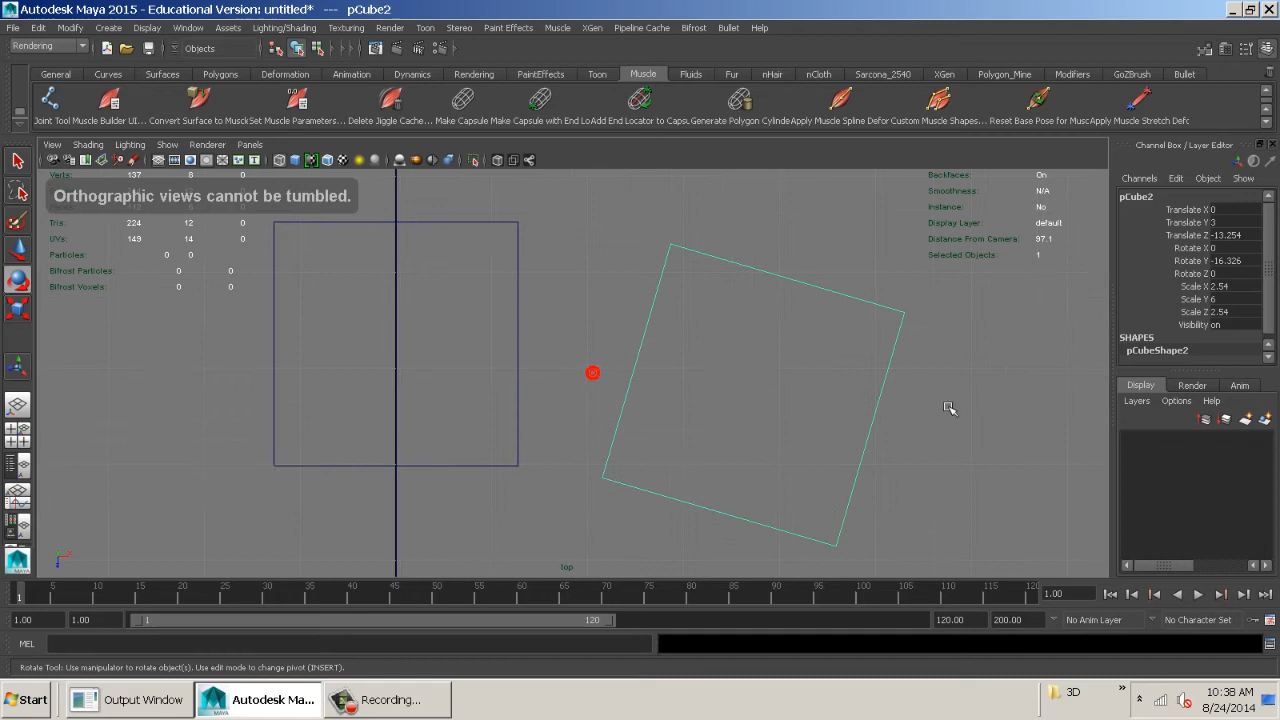 Autodesk Maya 2015 - Educational Version: untitled*   ---   pCube2
File Edit Modify Create Display Window Assets Lighting/Shading Texturing Render Toon Stereo Paint Effects Muscle XGen Pipeline Cache Bifrost Bullet Help
Rendering Objects
General Curves Surfaces Polygons Deformation Animation Dynamics Rendering PaintEffects Toon Muscle Fluids Fur nHair nCloth Sarcona_2540 XGen Polygon_Mine Modifiers GoZBrush Bullet
Joint Tool Muscle Builder UI... Convert Surface to Muscle Set Muscle Parameters... Delete Jiggle Cache... Make Capsule Make Capsule with End Lo Add End Locator to Caps. Generate Polygon Cylinde Apply Muscle Spline Defor Custom Muscle Shapes... Reset Base Pose for Musc Apply Muscle Stretch Defc
View Shading Lighting Show Renderer Panels
Channel Box / Layer Editor
Channels Edit Object Show
Verts: 137 8 0
Orthographic views cannot be tumbled.
Tris: 224 12 0
UVs: 149 14 0
Particles: 0 0
Bifrost Particles: 0 0
Bifrost Voxels: 0 0
Backfaces: On
Smoothness: N/A
Instance: No
Display Layer: default
Distance From Camera: 97.1
Selected Objects: 1
pCube2
Translate X 0
Translate Y 3
Translate Z -13.254
Rotate X 0
Rotate Y -16.326
Rotate Z 0
Scale X 2.54
Scale Y 6
Scale Z 2.54
Visibility on
SHAPES
pCubeShape2
Display Render Anim
Layers Options Help
top
5 10 15 20 25 30 35 40 45 50 55 60 65 70 75 80 85 90 95 100 105 110 115 120
1 1.00
1.00 1.00 1 120 120.00 200.00 No Anim Layer No Character Set
MEL
Rotate Tool: Use manipulator to rotate object(s). Use edit mode to change pivot (INSERT).
Start Output Window Autodesk Ma... Recording... 3D » 10:38 AM
8/24/2014